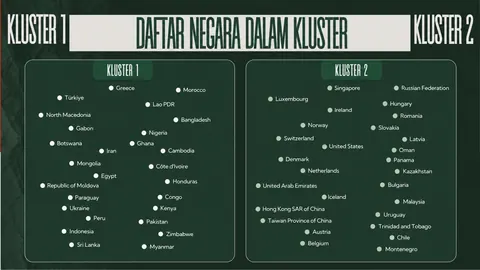 KLUSTER 1
DAFTAR NEGARA DALAM KLUSTER
KLUSTER 2
KLUSTER 1
Greece
Morocco
Türkiye
Lao PDR
North Macedonia
Bangladesh
Gabon
Nigeria
Botswana
Ghana
Iran
Cambodia
Mongolia
Côte d'Ivoire
Egypt
Honduras
Republic of Moldova
Paraguay
Congo
Ukraine
Kenya
Peru
Pakistan
Indonesia
Zimbabwe
Sri Lanka
Myanmar
KLUSTER 2
Singapore
Russian Federation
Luxembourg
Hungary
Ireland
Romania
Norway
Slovakia
Switzerland
Latvia
United States
Oman
Denmark
Panama
Netherlands
Kazakhstan
United Arab Emirates
Bulgaria
Iceland
Malaysia
Hong Kong SAR of China
Uruguay
Taiwan Province of China
Trinidad and Tobago
Austria
Chile
Belgium
Montenegro